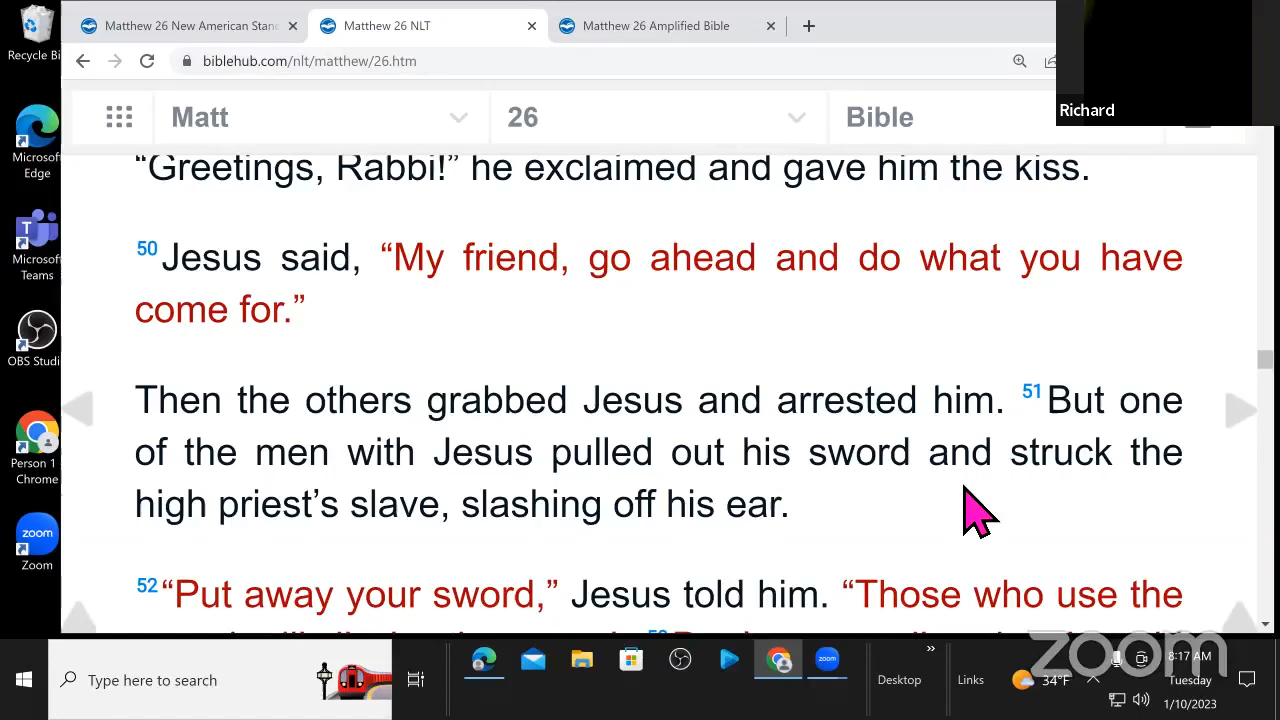 Recycle Bi
Matthew 26 New American Stand
Matthew 26 NLT
Matthew 26 Amplified Bible
biblehub.com/nlt/matthew/26.htm
Richard
Matt
26
Bible
“Greetings, Rabbi!” he exclaimed and gave him the kiss.
50 Jesus said, “My friend, go ahead and do what you have
come for.”
Then the others grabbed Jesus and arrested him. 51 But one
of the men with Jesus pulled out his sword and struck the
high priest’s slave, slashing off his ear.
52 “Put away your sword,” Jesus told him. “Those who use the
Microsof
Edge
Microsof
Teams
OBS Studi
Person 1
Chrome
zoom
Zoom
Type here to search
zoom
Desktop
»
Links
34°F
8:17 AM
Tuesday
1/10/2023
zoom